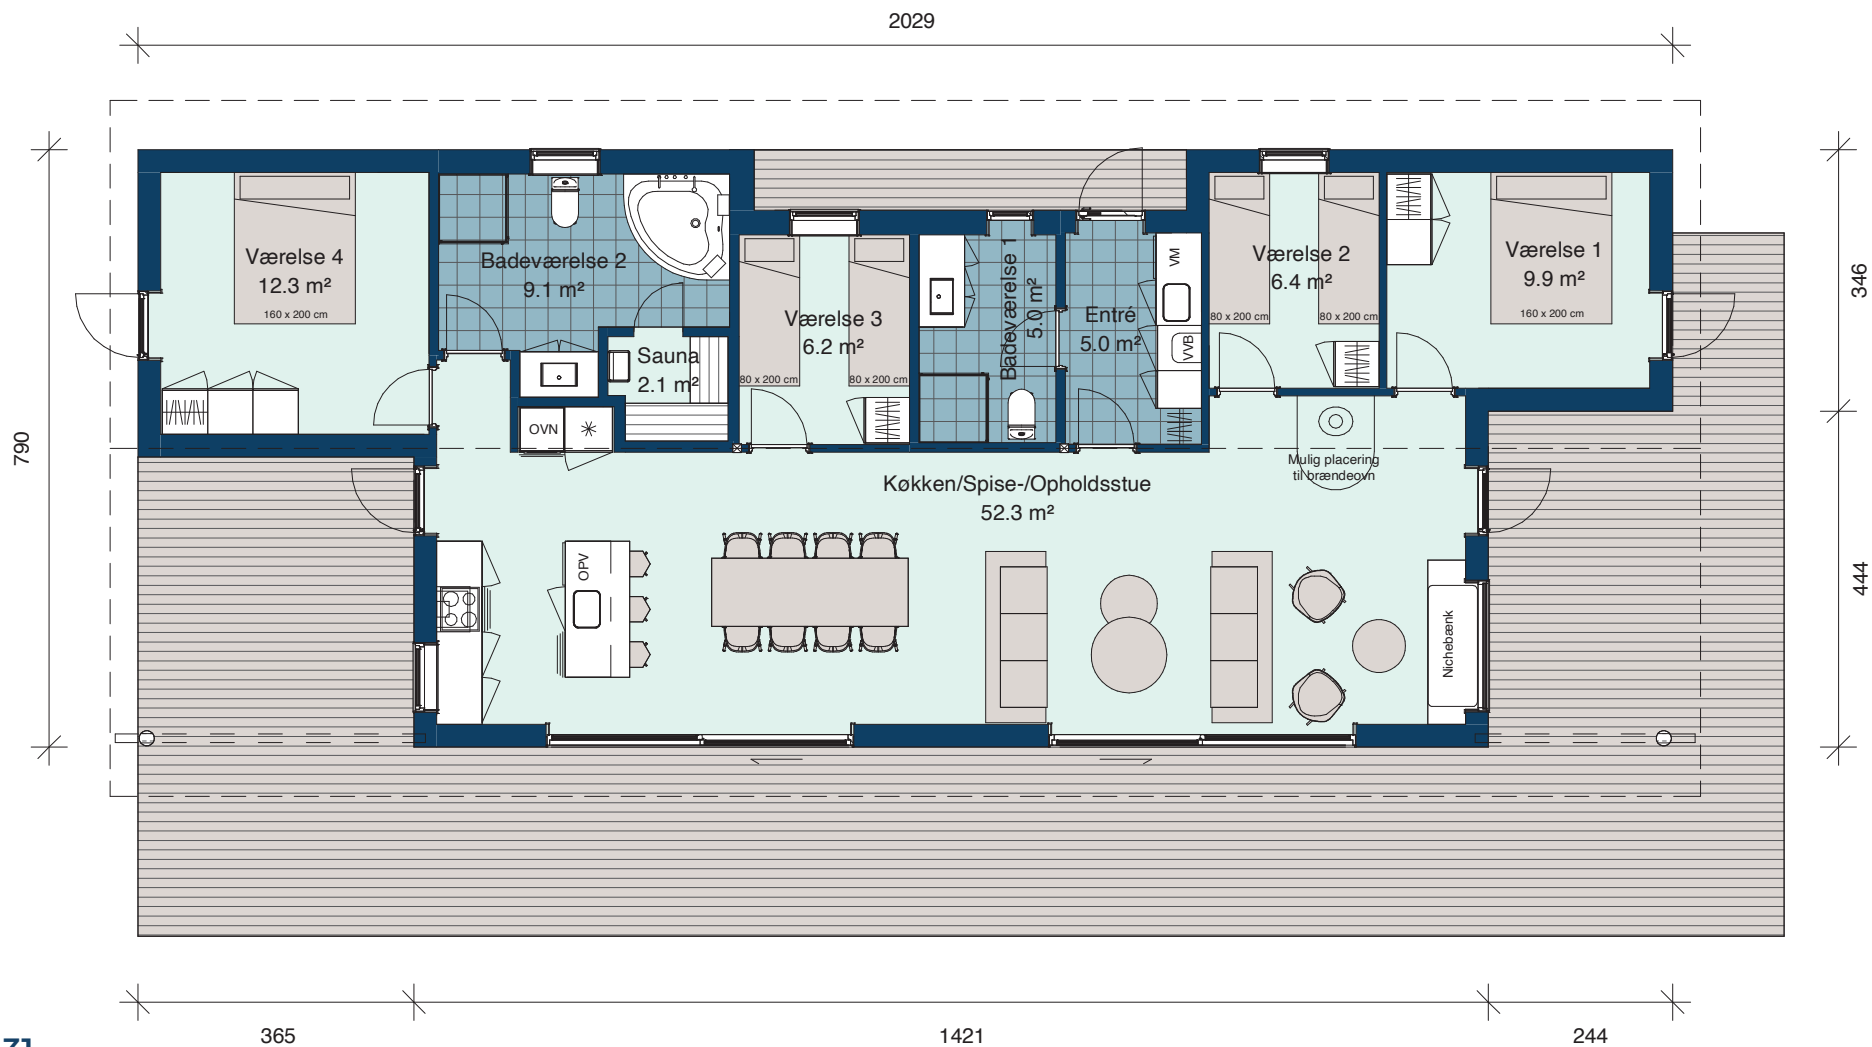 2029
Værelse 4
12.3 m²
160 x 200 cm
Badeværelse 2
9.1 m²
Sauna
2.1 m²
OVN
Værelse 3
6.2 m²
80 x 200 cm
80 x 200 cm
Badeværelse 1
5.0 m²
Entré
5.0 m²
VM
VVB
Værelse 2
6.4 m²
80 x 200 cm
80 x 200 cm
Værelse 1
9.9 m²
160 x 200 cm
346
790
Mulig placering
til brændeovn
Køkken/Spise-/Opholdsstue
52.3 m²
OPV
Nichebænk
444
365
1421
244